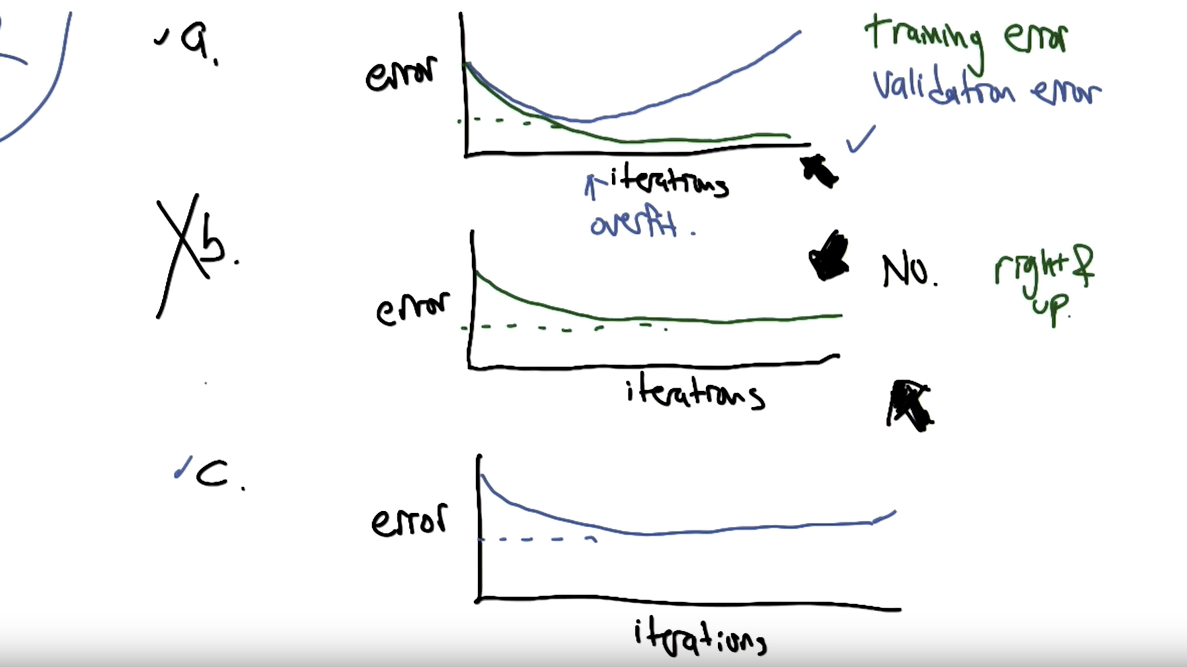 a.
error
training error
validation error
iterations
overfit.
b.
error
No.
right &
up.
iterations
c.
error
iterations